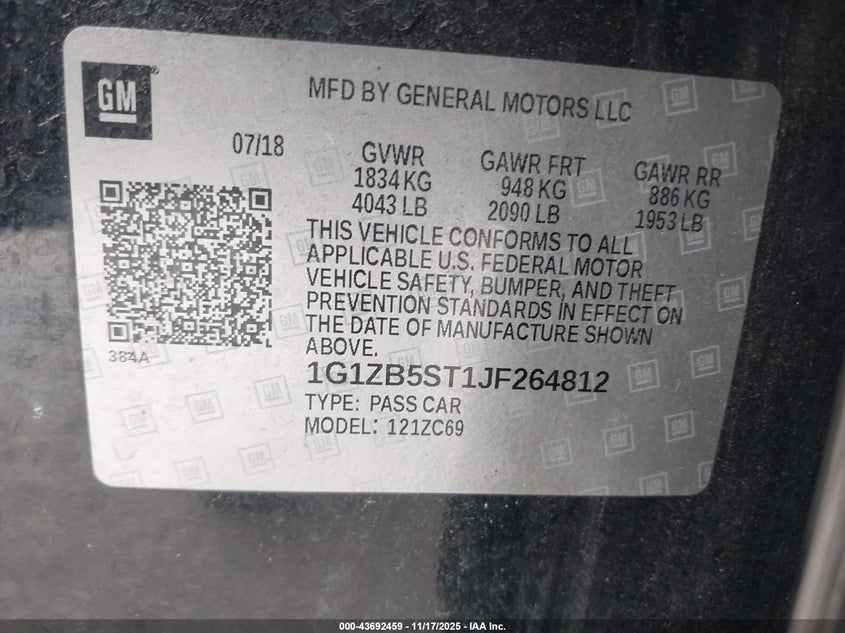 GM
MFD BY GENERAL MOTORS LLC
07/18
GVWR
1834 KG
4043 LB
GAWR FRT
948 KG
2090 LB
GAWR RR
886 KG
1953 LB
THIS VEHICLE CONFORMS TO ALL
APPLICABLE U.S. FEDERAL MOTOR
VEHICLE SAFETY, BUMPER, AND THEFT
PREVENTION STANDARDS IN EFFECT ON
THE DATE OF MANUFACTURE SHOWN
ABOVE.
384A
1G1ZB5ST1JF264812
TYPE: PASS CAR
MODEL: 121ZC69
000-43692459 - 11/17/2025 - IAA Inc.